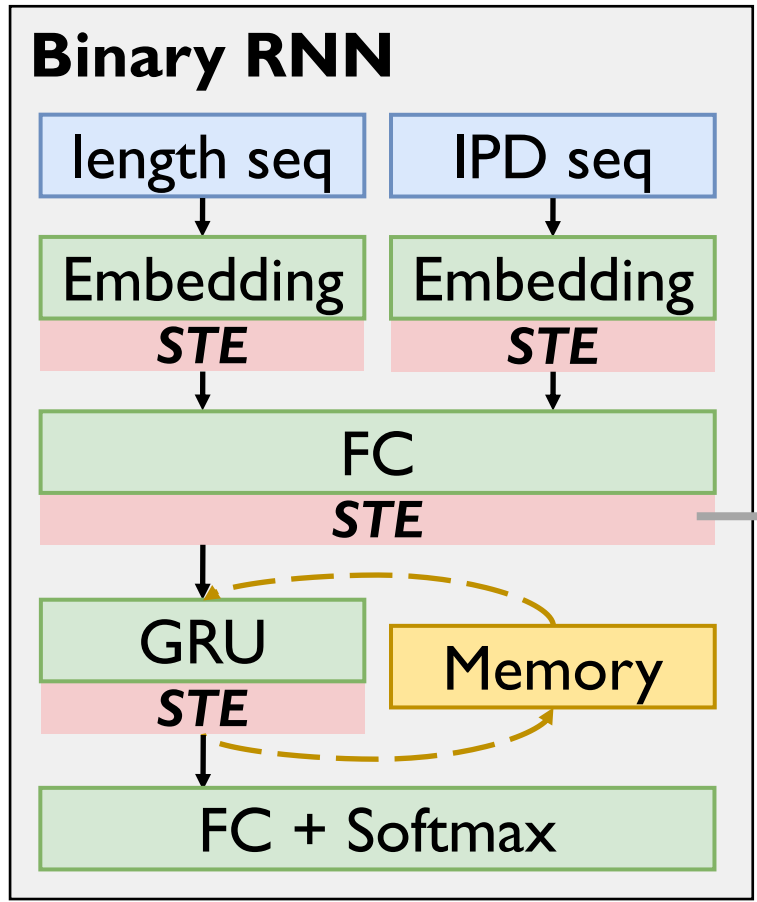 Binary RNN
length seq
IPD seq
Embedding
Embedding
STE
STE
FC
STE
GRU
STE
Memory
FC + Softmax